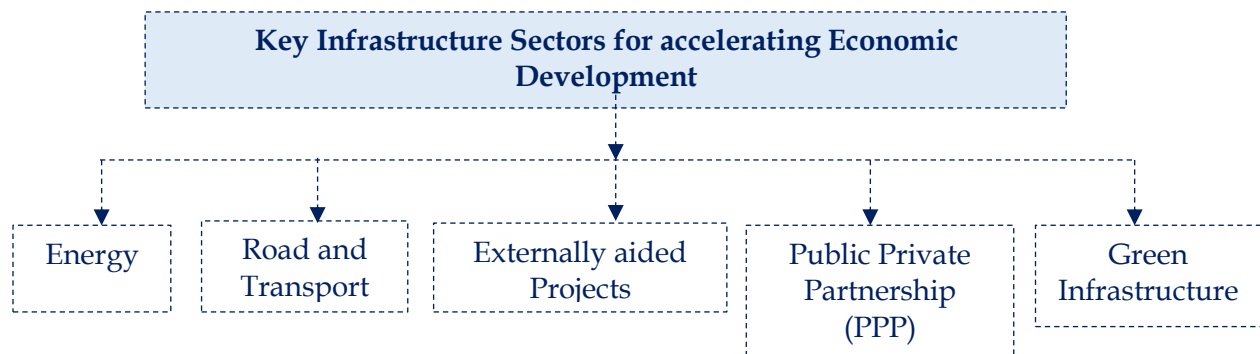 Key Infrastructure Sectors for accelerating Economic
Development
Energy
Road and
Transport
Externally aided
Projects
Public Private
Partnership
(PPP)
Green
Infrastructure